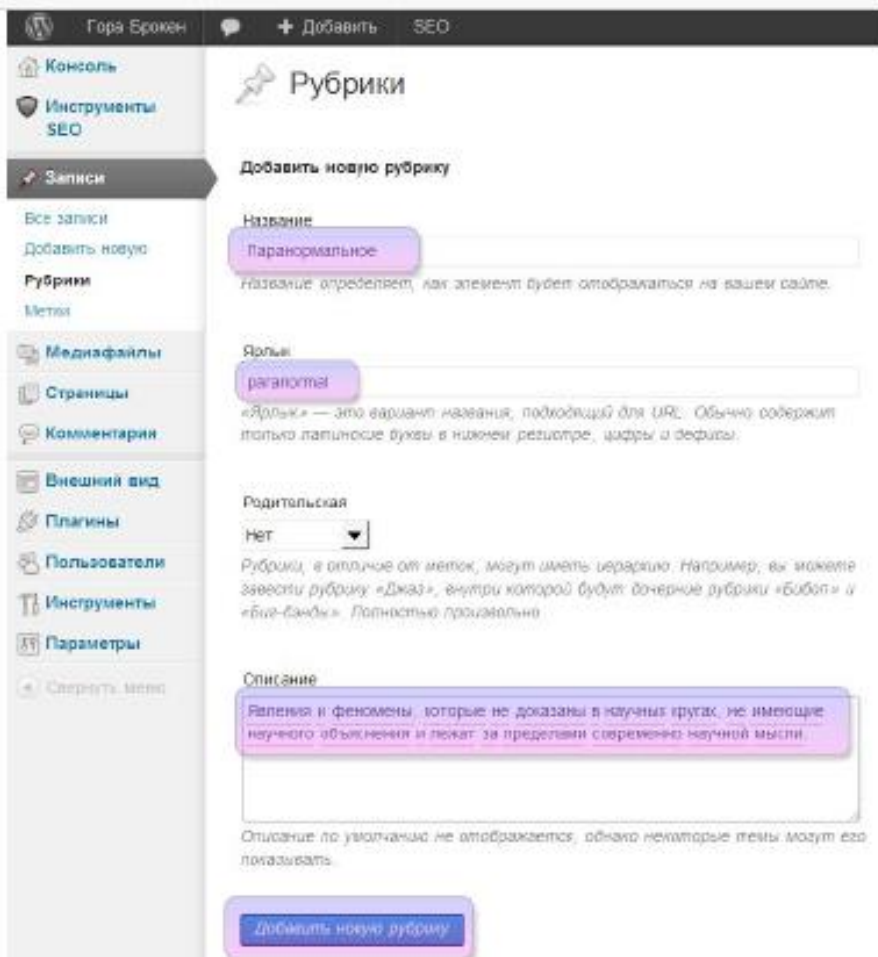 Гора Брокен + Добавить SEO
Консоль
Инструменты
SEO
Записи
Все записи
Добавить новую
Рубрики
Метки
Медиафайлы
Страницы
Комментарии
Внешний вид
Плагины
Пользователи
Инструменты
Параметры
Свернуть меню
Рубрики
Добавить новую рубрику
Название
Паранормальное
Название определяет, как элемент будет отображаться на вашем сайте.
Ярлык
paranormal
«Ярлык» — это вариант названия, подходящий для URL. Обычно содержит
только латинские буквы в нижнем регистре, цифры и дефисы.
Родительская
Нет
Рубрики, в отличие от меток, могут иметь иерархию. Например, вы можете
завести рубрику «Джаз», внутри которой будут дочерние рубрики «Бибоп» и
«Биг-бэнды». Полностью произвольно.
Описание
Явления и феномены, которые не доказаны в научных кругах, не имеющие
научного объяснения и лежат за пределами современно научной мысли.
Описание по умолчанию не отображается, однако некоторые темы могут его
показывать.
Добавить новую рубрику